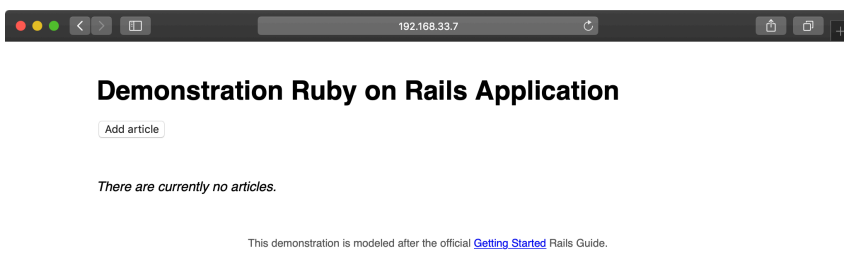 192.168.33.7
Demonstration Ruby on Rails Application
Add article
There are currently no articles.
This demonstration is modeled after the official Getting Started Rails Guide.